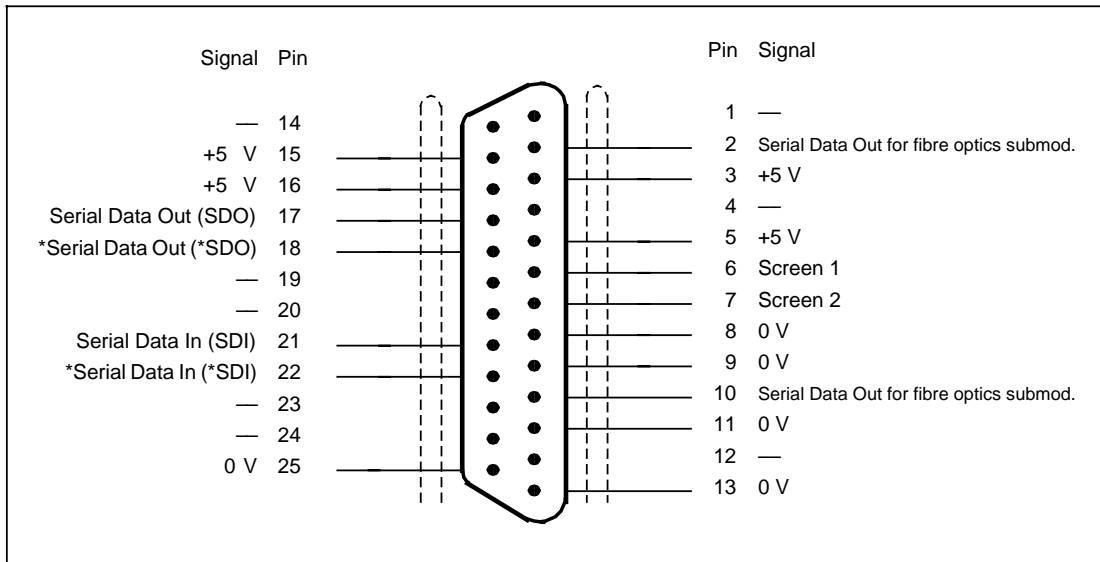 Signal Pin
— 14
+5 V 15
+5 V 16
Serial Data Out (SDO) 17
*Serial Data Out (*SDO) 18
— 19
— 20
Serial Data In (SDI) 21
*Serial Data In (*SDI) 22
— 23
— 24
0 V 25
Pin Signal
1 —
2 Serial Data Out for fibre optics submod.
3 +5 V
4 —
5 +5 V
6 Screen 1
7 Screen 2
8 0 V
9 0 V
10 Serial Data Out for fibre optics submod.
11 0 V
12 —
13 0 V